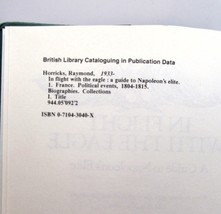 British Library Cataloguing in Publication Data
Horricks, Raymond, 1933-
In flight with the eagle : a guide to Napoleon's elite.
1. France. Political events, 1804-1815.
Biographies. Collections
I. Title
944.05'092'2
ISBN 0-7104-3040-X